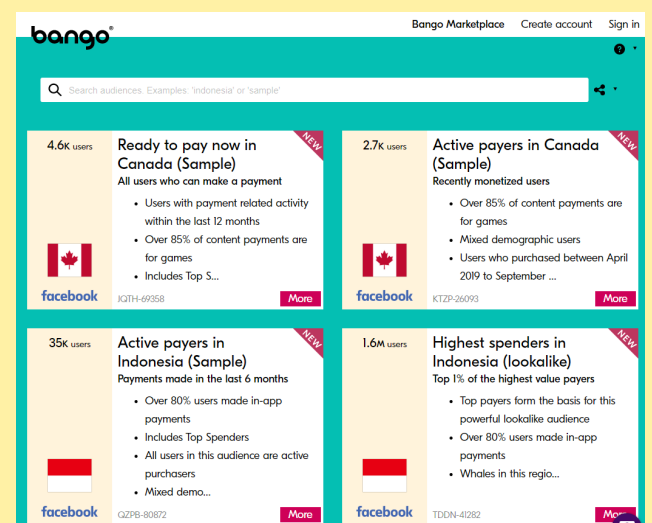 bango
Bango Marketplace Create account Sign in
Search audiences. Examples: 'indonesia' or 'sample'
4.6K users
Ready to pay now in
Canada (Sample)
NEW
All users who can make a payment
• Users with payment related activity
within the last 12 months
• Over 85% of content payments are
for games
• Includes Top S...
facebook
JQTH-69358
More
2.7K users
Active payers in Canada
(Sample)
NEW
Recently monetized users
• Over 85% of content payments are
for games
• Mixed demographic users
• Users who purchased between April
2019 to September ...
facebook
KTZP-26093
More
35K users
Active payers in
Indonesia (Sample)
NEW
Payments made in the last 6 months
• Over 80% users made in-app
payments
• Includes Top Spenders
• All users in this audience are active
purchasers
• Mixed demo...
facebook
QZPB-80872
More
1.6M users
Highest spenders in
Indonesia (lookalike)
NEW
Top 1% of the highest value payers
• Top payers form the basis for this
powerful lookalike audience
• Over 80% users made in-app
payments
• Whales in this regio...
facebook
TDDN-41282
More